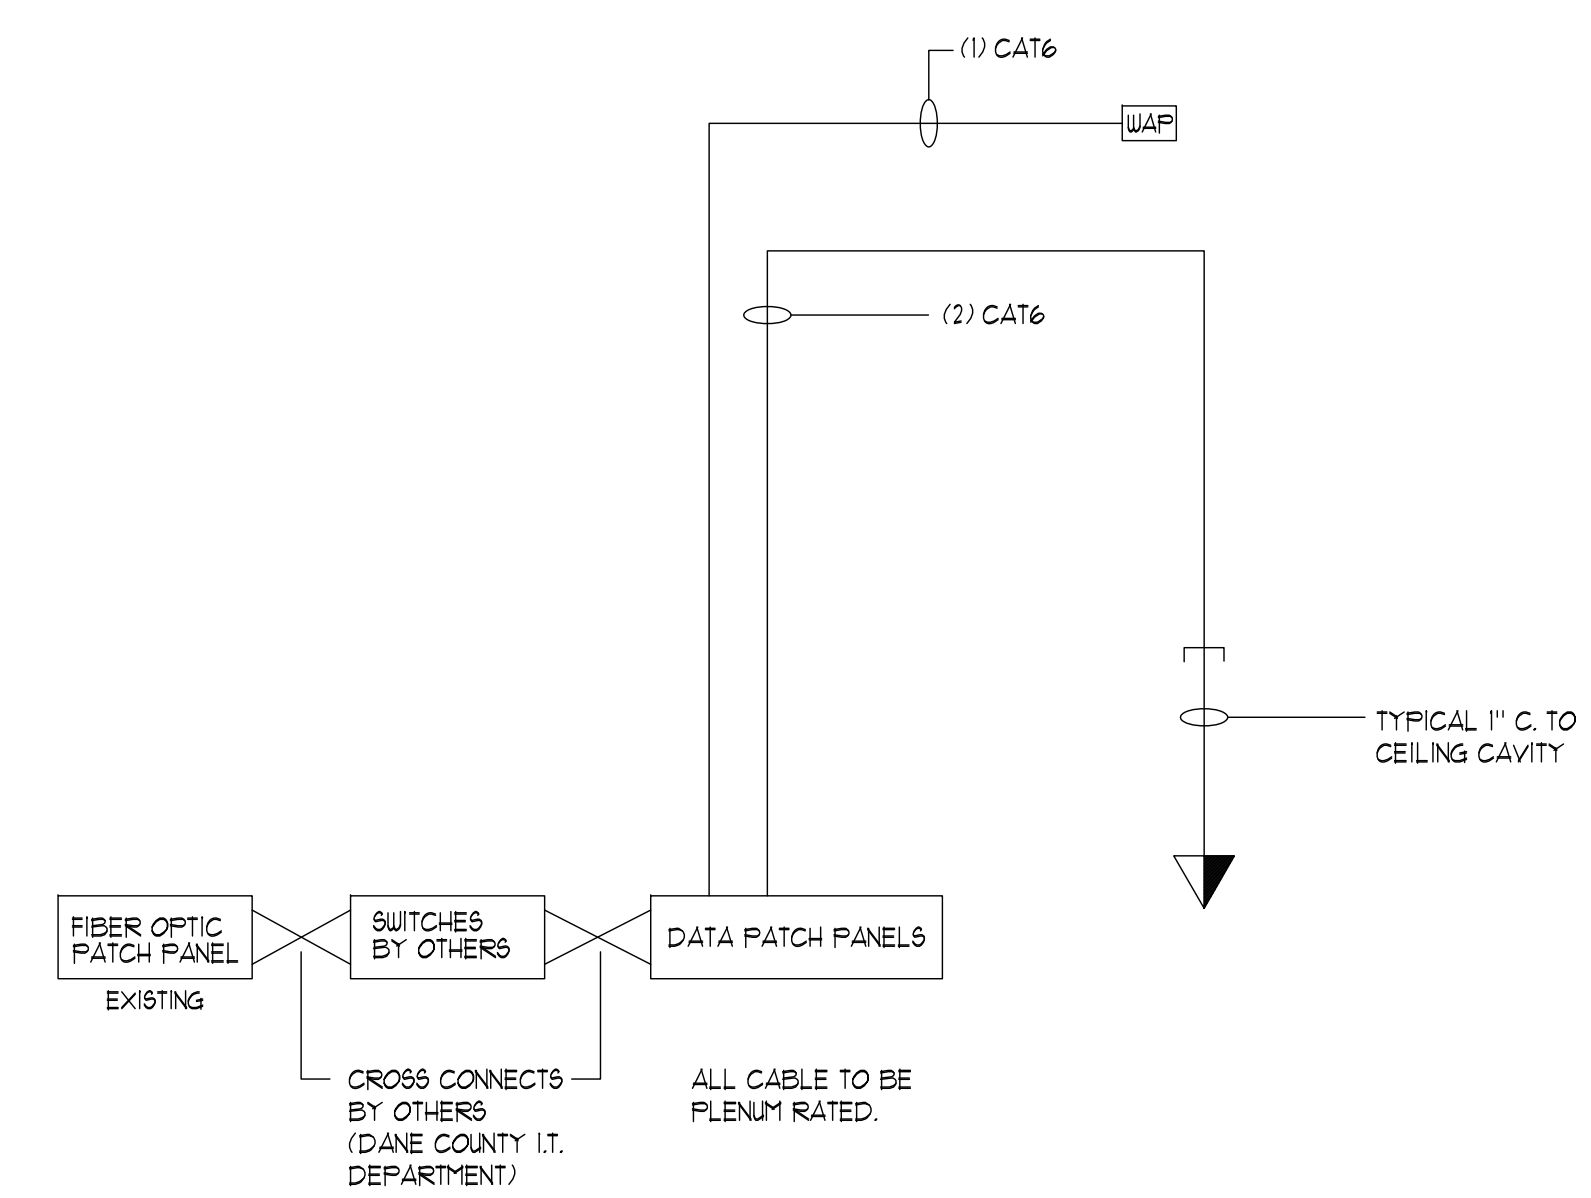 (1) CAT6
WAP
(2) CAT6
TYPICAL 1" C. TO
CEILING CAVITY
FIBER OPTIC
PATCH PANEL
EXISTING
SWITCHES
BY OTHERS
DATA PATCH PANELS
CROSS CONNECTS
BY OTHERS
(DANE COUNTY I.T.
DEPARTMENT)
ALL CABLE TO BE
PLENUM RATED.